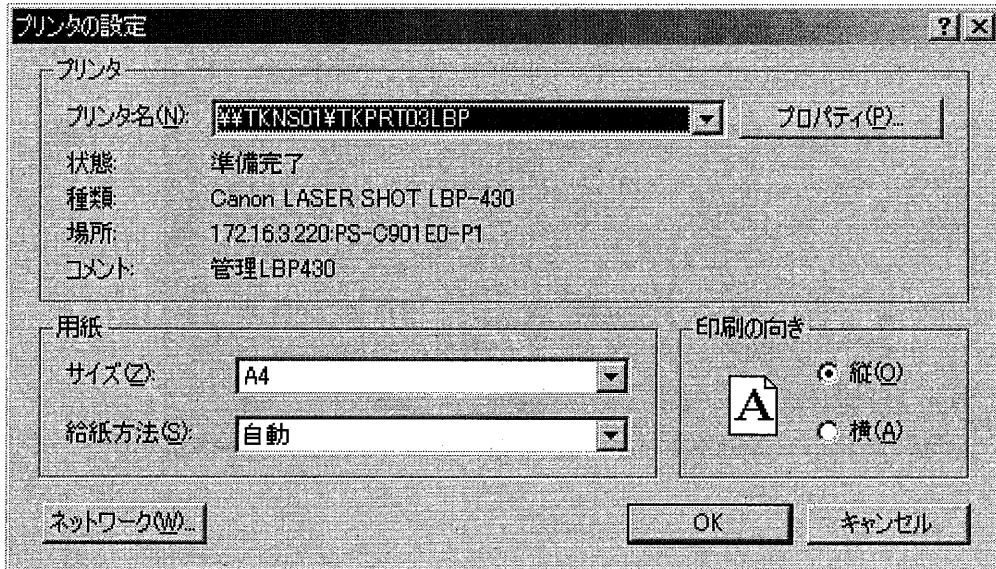 プリンタの設定
プリンタ
プリンタ名(N): ¥¥TKNS01¥TKPRT03LBP プロパティ(P)...
状態: 準備完了
種類: Canon LASER SHOT LBP-430
場所: 172.16.3.220:PS-C901E0-P1
コメント: 管理LBP430
用紙
サイズ(Z): A4
給紙方法(S): 自動
印刷の向き
A
縦(O)
横(A)
ネットワーク(W)... OK キャンセル